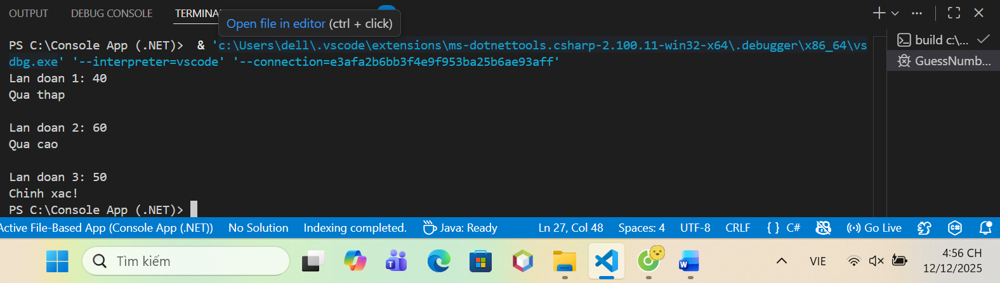 OUTPUT DEBUG CONSOLE TERMINAL
Open file in editor (ctrl + click)
PS C:\Console App (.NET)>  & 'c:\Users\dell\.vscode\extensions\ms-dotnettools.csharp-2.100.11-win32-x64\.debugger\x86_64\vs
dbg.exe' '--interpreter=vscode' '--connection=e3afa2b6bb3f4e9f953ba25b6ae93aff'
Lan doan 1: 40
Qua thap
Lan doan 2: 60
Qua cao
Lan doan 3: 50
Chinh xac!
PS C:\Console App (.NET)>
build c:\...
GuessNumb...
Active File-Based App (Console App (.NET)) No Solution Indexing completed. Java: Ready Ln 27, Col 48 Spaces: 4 UTF-8 CRLF { } C# Go Live C#
Tìm kiếm
VIE
4:56 CH
12/12/2025